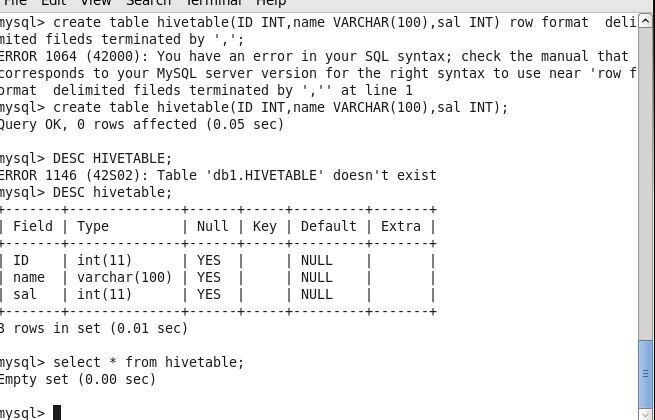 File Edit View Search Terminal Help
mysql> create table hivetable(ID INT,name VARCHAR(100),sal INT) row format  deli
mited fileds terminated by ',';
ERROR 1064 (42000): You have an error in your SQL syntax; check the manual that
corresponds to your MySQL server version for the right syntax to use near 'row f
ormat  delimited fileds terminated by ','' at line 1
mysql> create table hivetable(ID INT,name VARCHAR(100),sal INT);
Query OK, 0 rows affected (0.05 sec)
mysql> DESC HIVETABLE;
ERROR 1146 (42S02): Table 'db1.HIVETABLE' doesn't exist
mysql> DESC hivetable;
+-------+--------------+------+-----+---------+-------+
| Field | Type         | Null | Key | Default | Extra |
+-------+--------------+------+-----+---------+-------+
| ID    | int(11)      | YES  |     | NULL    |       |
| name  | varchar(100) | YES  |     | NULL    |       |
| sal   | int(11)      | YES  |     | NULL    |       |
+-------+--------------+------+-----+---------+-------+
3 rows in set (0.01 sec)
mysql> select * from hivetable;
Empty set (0.00 sec)
mysql>